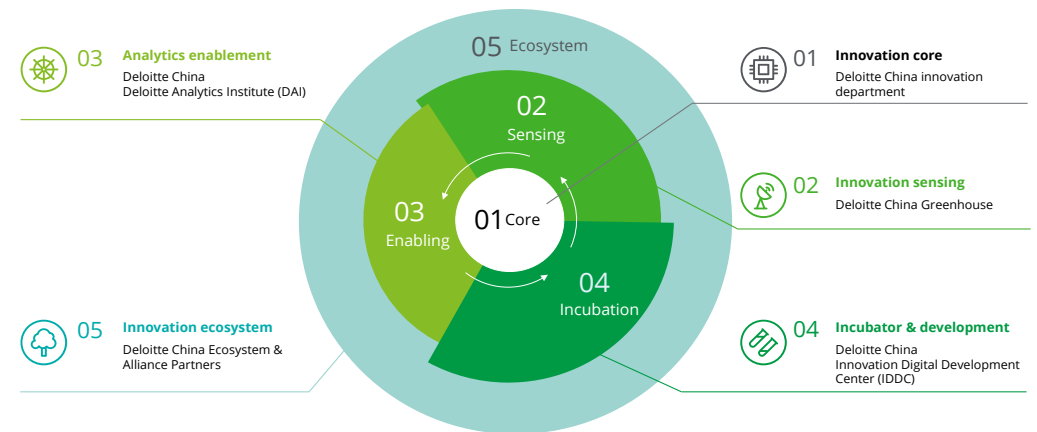 03 Analytics enablement
Deloitte China
Deloitte Analytics Institute (DAI)
05 Ecosystem
02
Sensing
03
Enabling
01 Core
04
Incubation
01 Innovation core
Deloitte China innovation
department
02 Innovation sensing
Deloitte China Greenhouse
05 Innovation ecosystem
Deloitte China Ecosystem &
Alliance Partners
04 Incubator & development
Deloitte China
Innovation Digital Development
Center (IDDC)